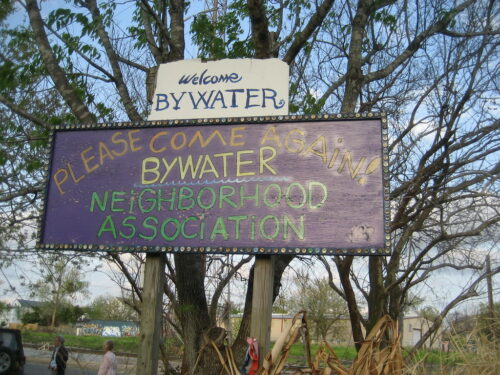 Welcome
BYWATER
PLEASE COME AGAIN!
BYWATER
NEIGHBORHOOD
ASSOCIATION